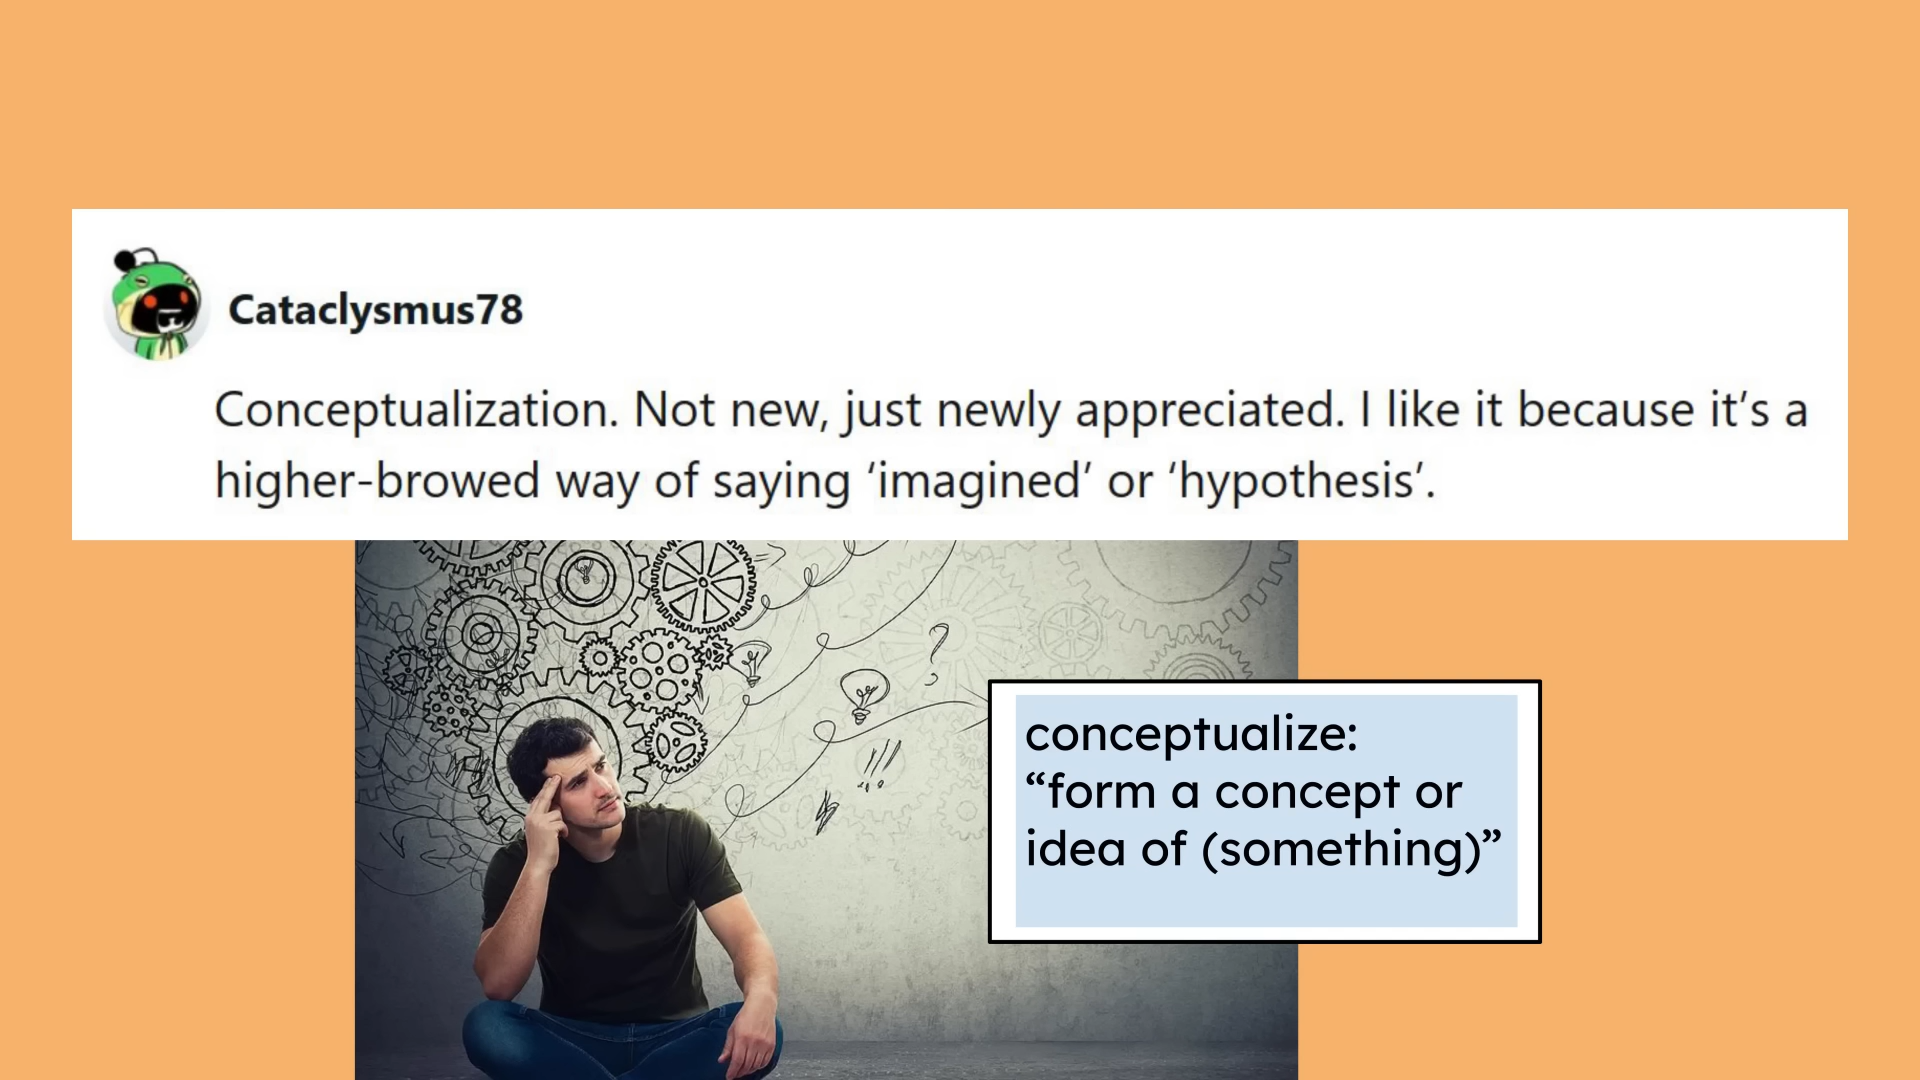 Cataclysmus78
Conceptualization. Not new, just newly appreciated. I like it because it’s a
higher-browed way of saying ‘imagined’ or ‘hypothesis’.
conceptualize:
“form a concept or
idea of (something)”